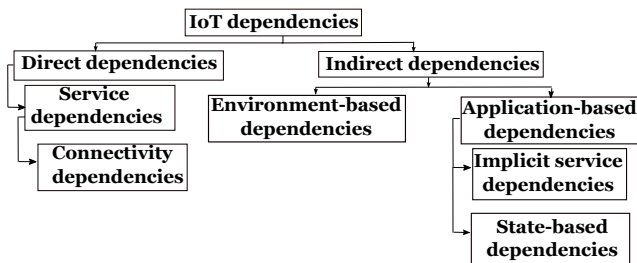 IoT dependencies
Direct dependencies
Indirect dependencies
Service
dependencies
Connectivity
dependencies
Environment-based
dependencies
Application-based
dependencies
Implicit service
dependencies
State-based
dependencies